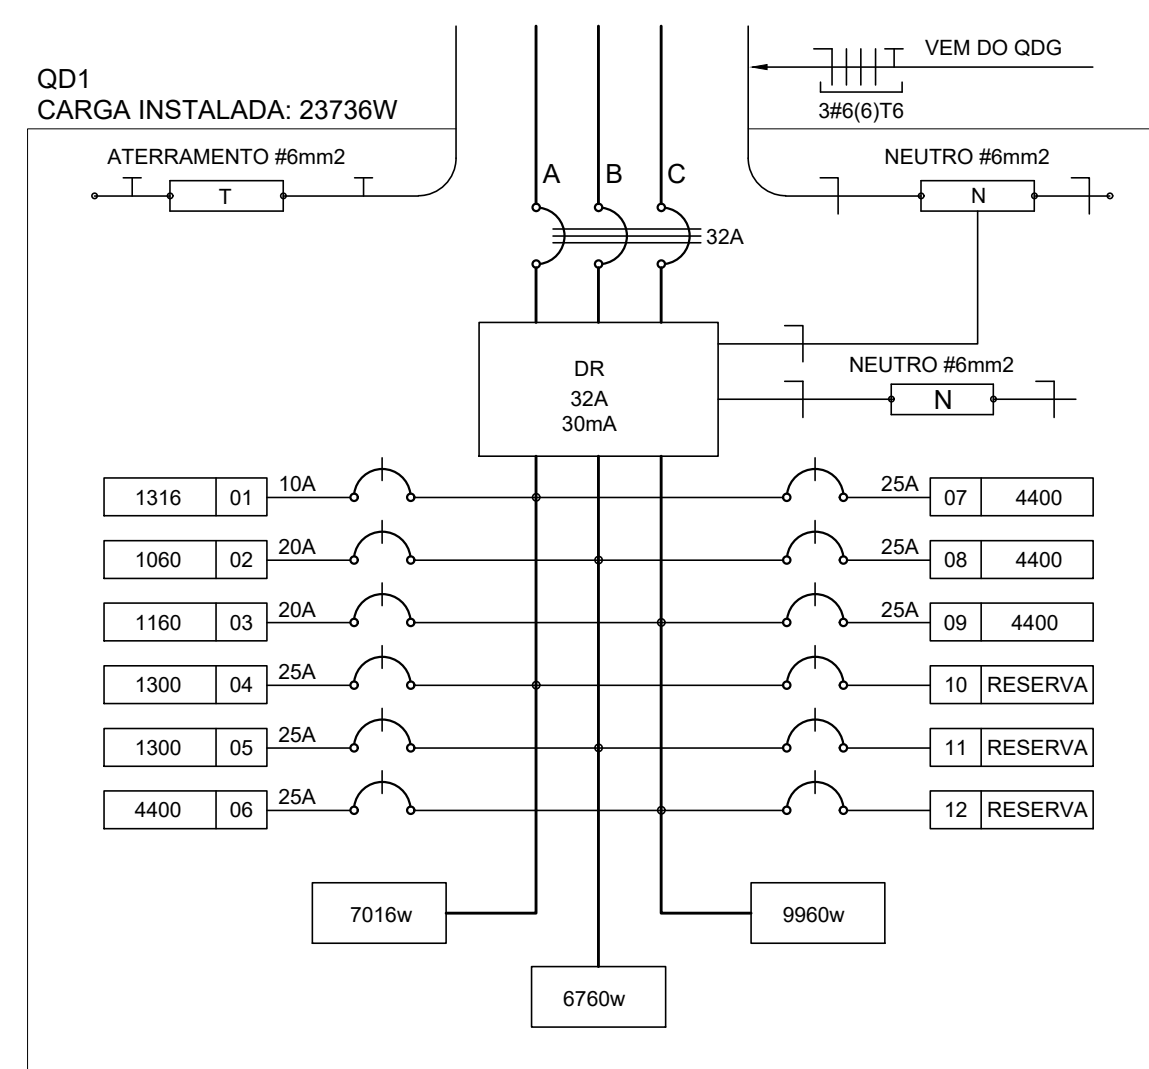 QD1
CARGA INSTALADA: 23736W
VEM DO QDG
3#6(6)T6
ATERRAMENTO #6mm2
T
A
B
C
32A
NEUTRO #6mm2
N
DR
32A
30mA
NEUTRO #6mm2
N
1316 01 10A
25A 07 4400
1060 02 20A
25A 08 4400
1160 03 20A
25A 09 4400
1300 04 25A
10 RESERVA
1300 05 25A
11 RESERVA
4400 06 25A
12 RESERVA
7016w
9960w
6760w